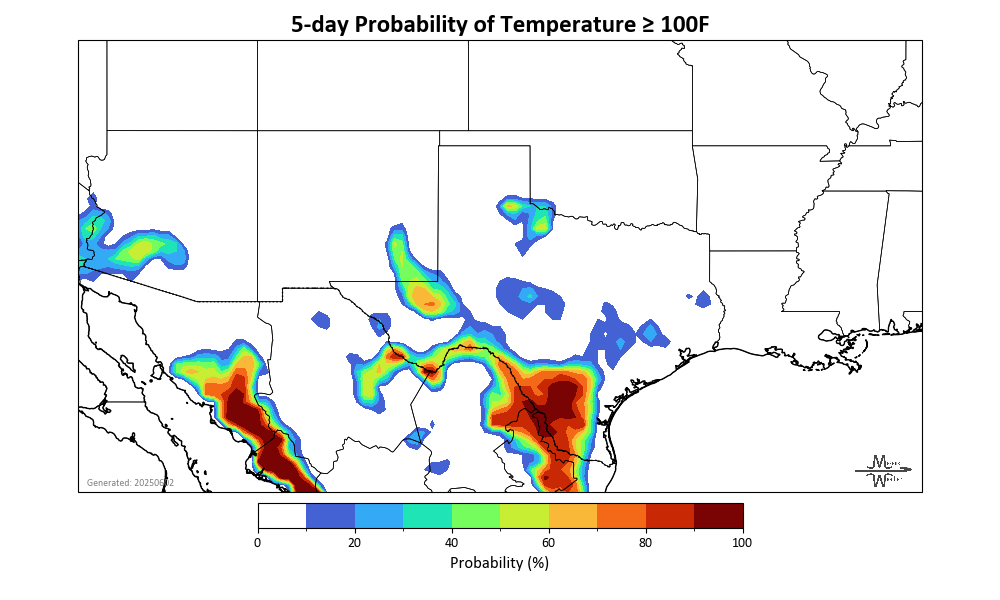 5-day Probability of Temperature ≥ 100F
Generated: 20250602
0 20 40 60 80 100
Probability (%)